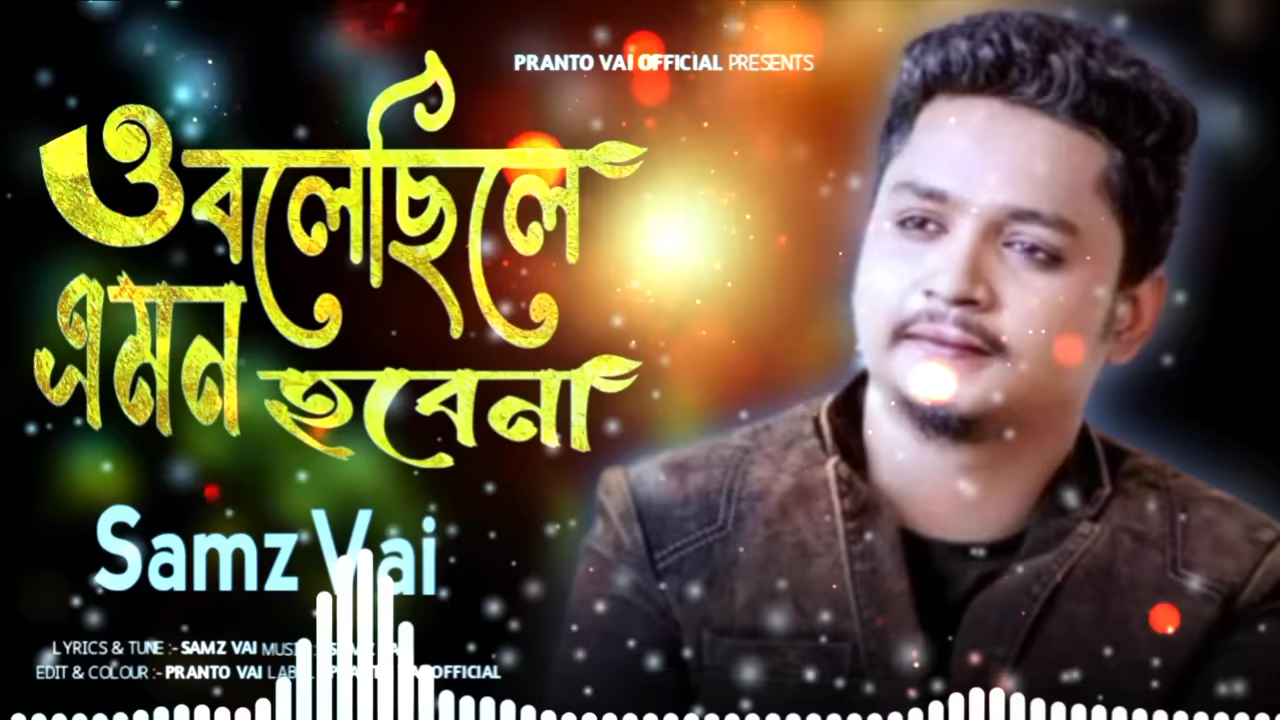 PRANTO VAI OFFICIAL PRESENTS
ও বলেছিলে
এমন হবেনা
Samz Vai
LYRICS & TUNE :- SAMZ VAI
EDIT & COLOUR :- PRANTO VAI OFFICIAL